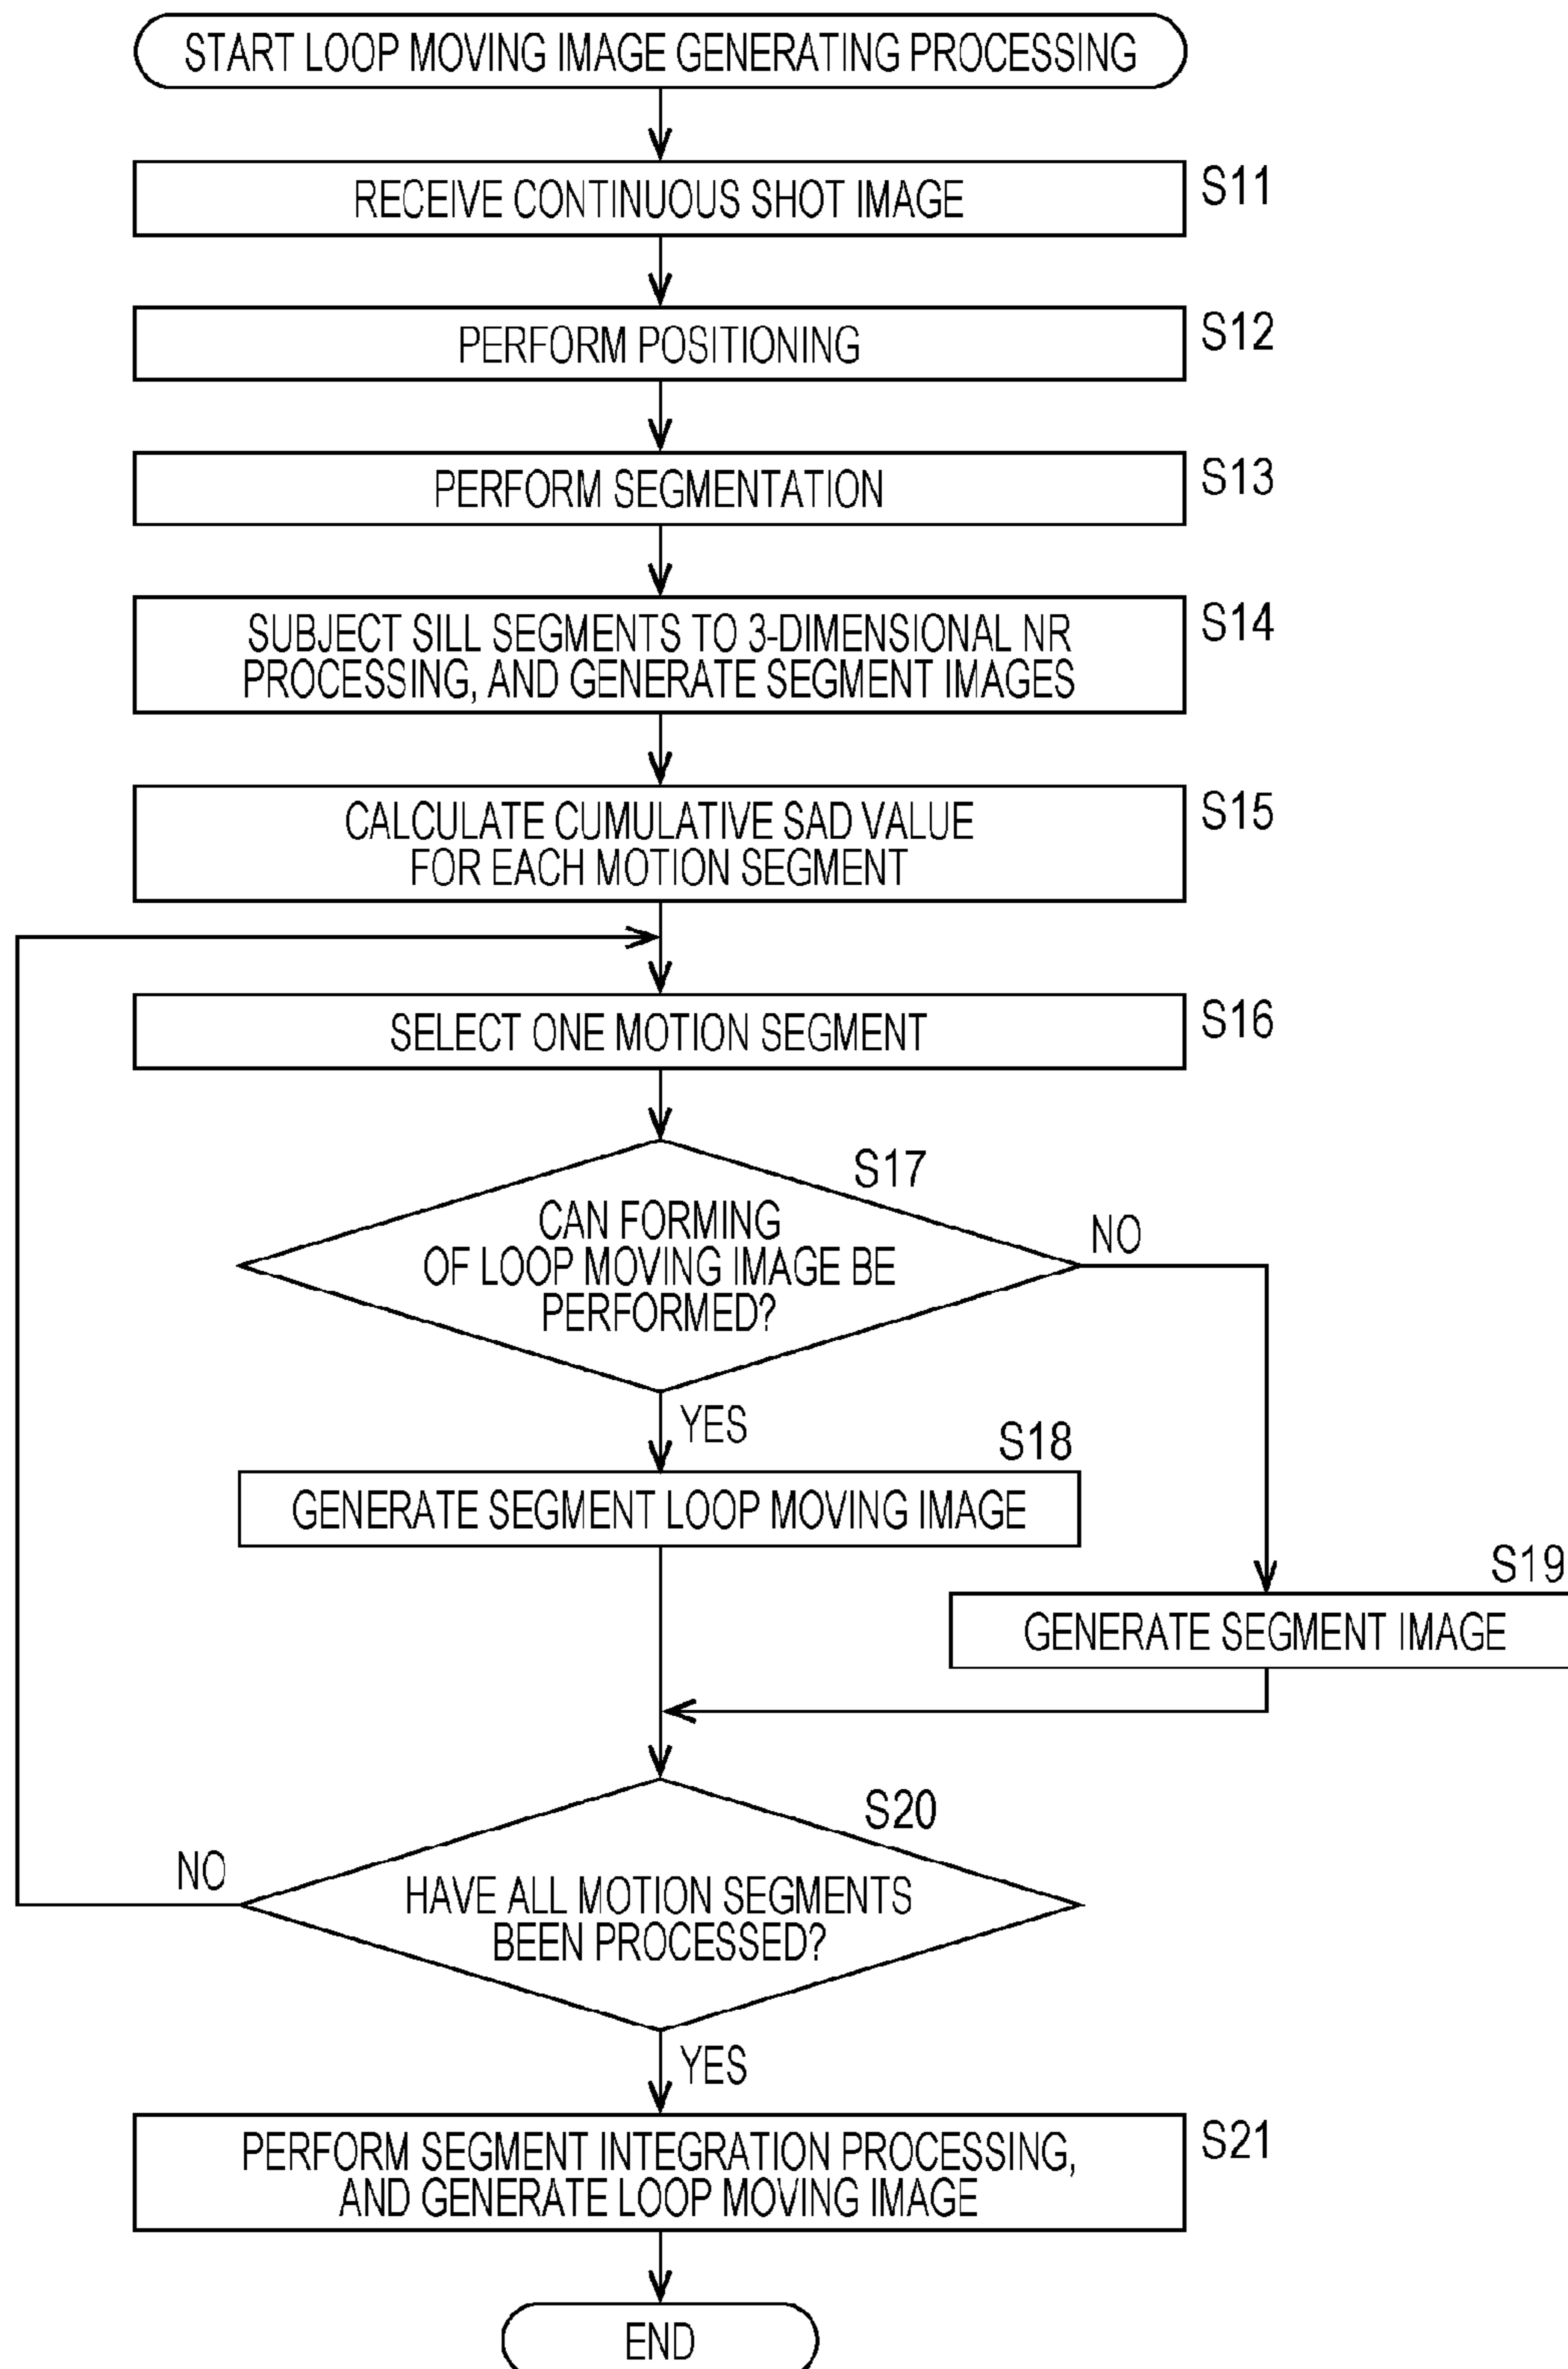 START LOOP MOVING IMAGE GENERATING PROCESSING
RECEIVE CONTINUOUS SHOT IMAGE
S11
PERFORM POSITIONING
S12
PERFORM SEGMENTATION
S13
SUBJECT SILL SEGMENTS TO 3-DIMENSIONAL NR
PROCESSING, AND GENERATE SEGMENT IMAGES
S14
CALCULATE CUMULATIVE SAD VALUE
FOR EACH MOTION SEGMENT
S15
SELECT ONE MOTION SEGMENT
S16
S17
CAN FORMING
OF LOOP MOVING IMAGE BE
PERFORMED?
NO
YES
S18
GENERATE SEGMENT LOOP MOVING IMAGE
S19
GENERATE SEGMENT IMAGE
S20
NO
HAVE ALL MOTION SEGMENTS
BEEN PROCESSED?
YES
PERFORM SEGMENT INTEGRATION PROCESSING,
AND GENERATE LOOP MOVING IMAGE
S21
END